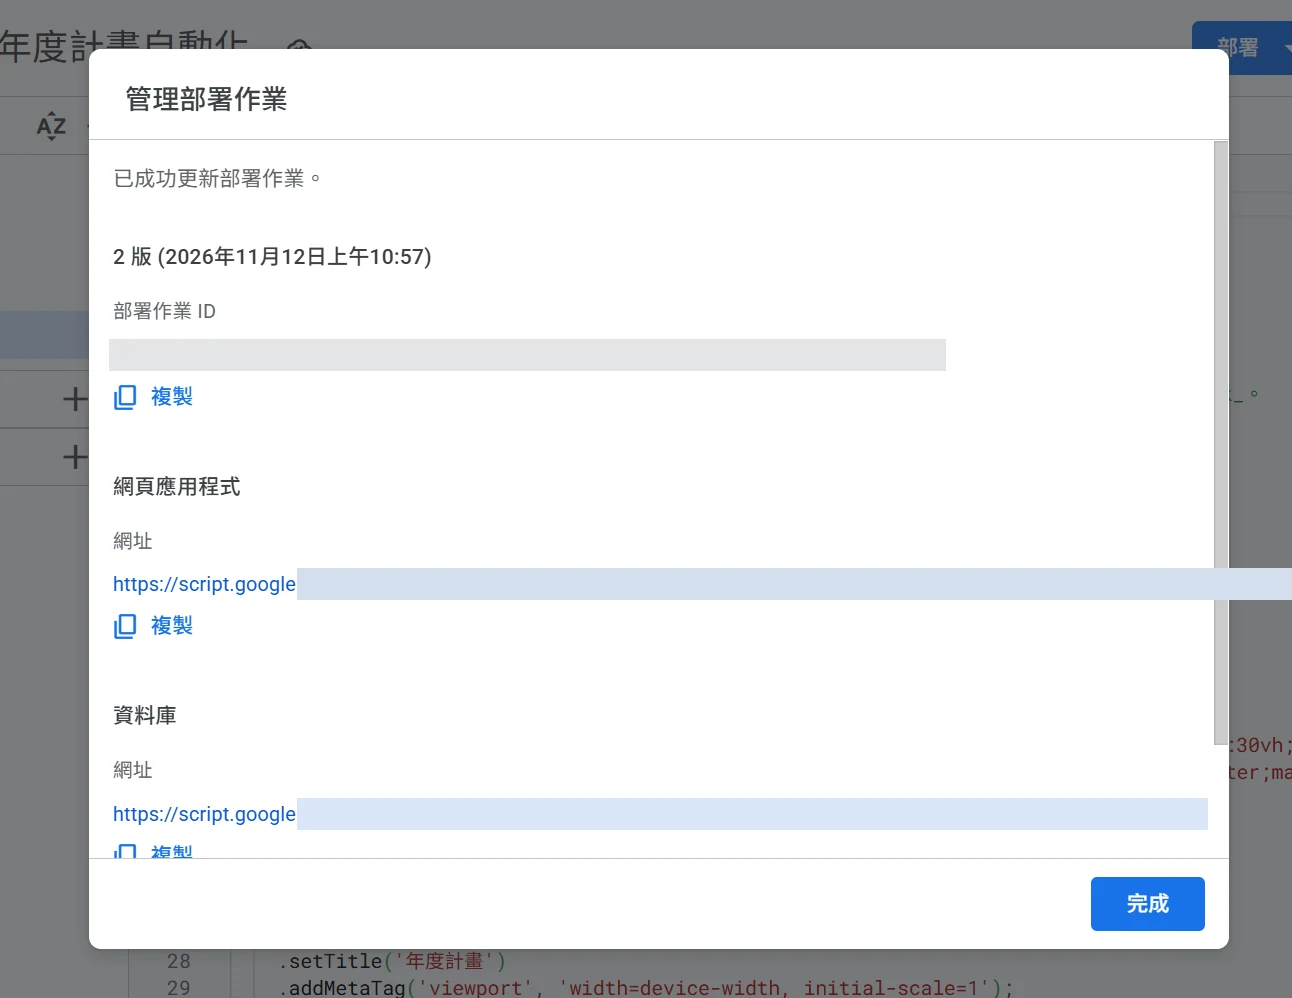 年度計畫自動化
部署
管理部署作業
AZ
已成功更新部署作業。
2 版 (2026年11月12日上午10:57)
部署作業 ID
複製
_。
網頁應用程式
網址
https://script.google
複製
資料庫
:30vh;
網址
ter;ma
https://script.google
複製
完成
28 .setTitle('年度計畫')
29 .addMetaTag('viewport', 'width=device-width, initial-scale=1');